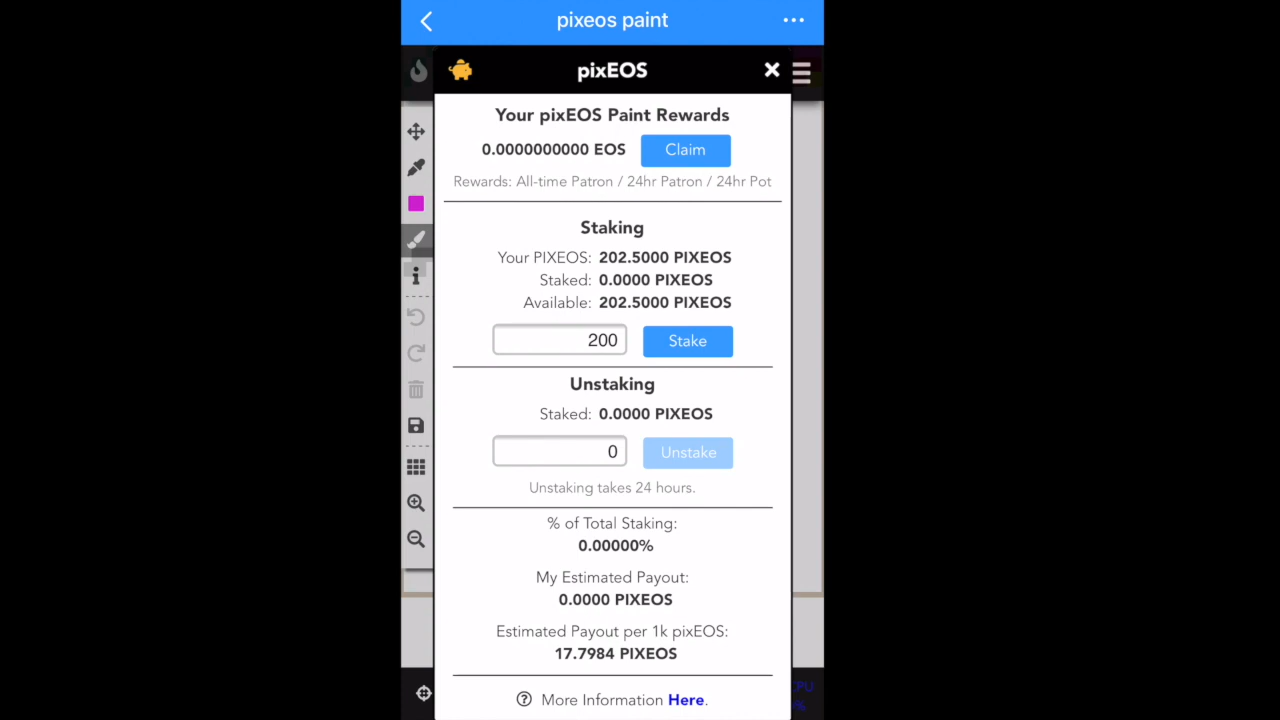 pixeos paint
pixEOS
Your pixEOS Paint Rewards
0.0000000000 EOS Claim
Rewards: All-time Patron / 24hr Patron / 24hr Pot
Staking
Your PIXEOS: 202.5000 PIXEOS
Staked: 0.0000 PIXEOS
Available: 202.5000 PIXEOS
200 Stake
Unstaking
Staked: 0.0000 PIXEOS
0 Unstake
Unstaking takes 24 hours.
% of Total Staking:
0.00000%
My Estimated Payout:
0.0000 PIXEOS
Estimated Payout per 1k pixEOS:
17.7984 PIXEOS
More Information Here.